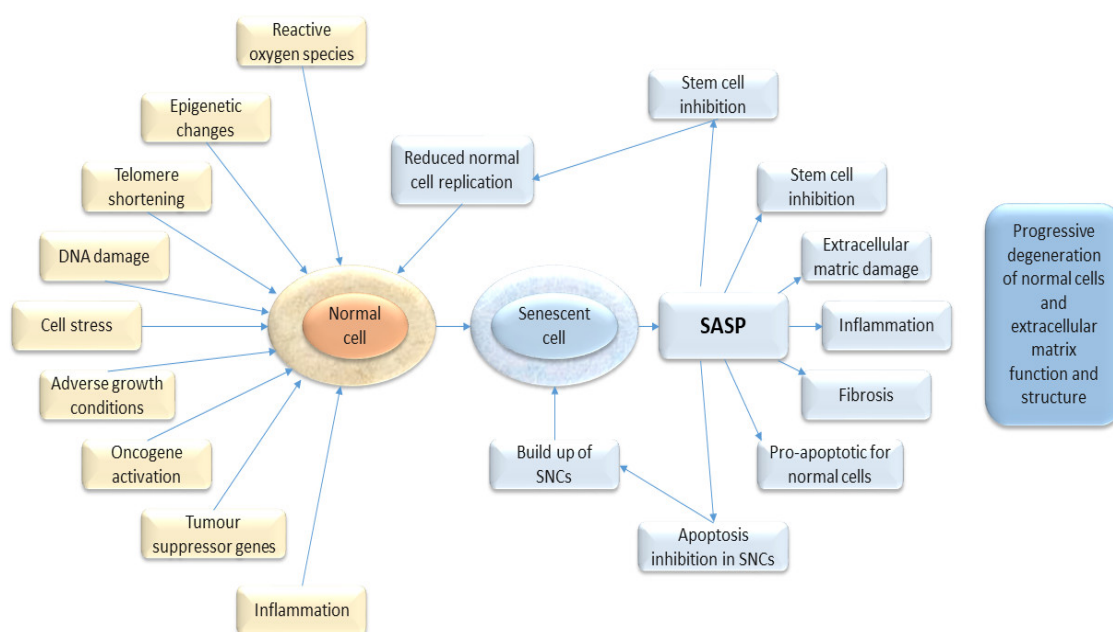 Reactive
oxygen species
Epigenetic
changes
Telomere
shortening
DNA damage
Cell stress
Adverse growth
conditions
Oncogene
activation
Tumour
suppressor genes
Inflammation
Normal
cell
Reduced normal
cell replication
Stem cell
inhibition
Senescent
cell
Build up of
SNCs
SASP
Stem cell
inhibition
Extracellular
matric damage
Inflammation
Fibrosis
Pro-apoptotic for
normal cells
Apoptosis
inhibition in SNCs
Progressive
degeneration
of normal cells
and
extracellular
matrix
function and
structure